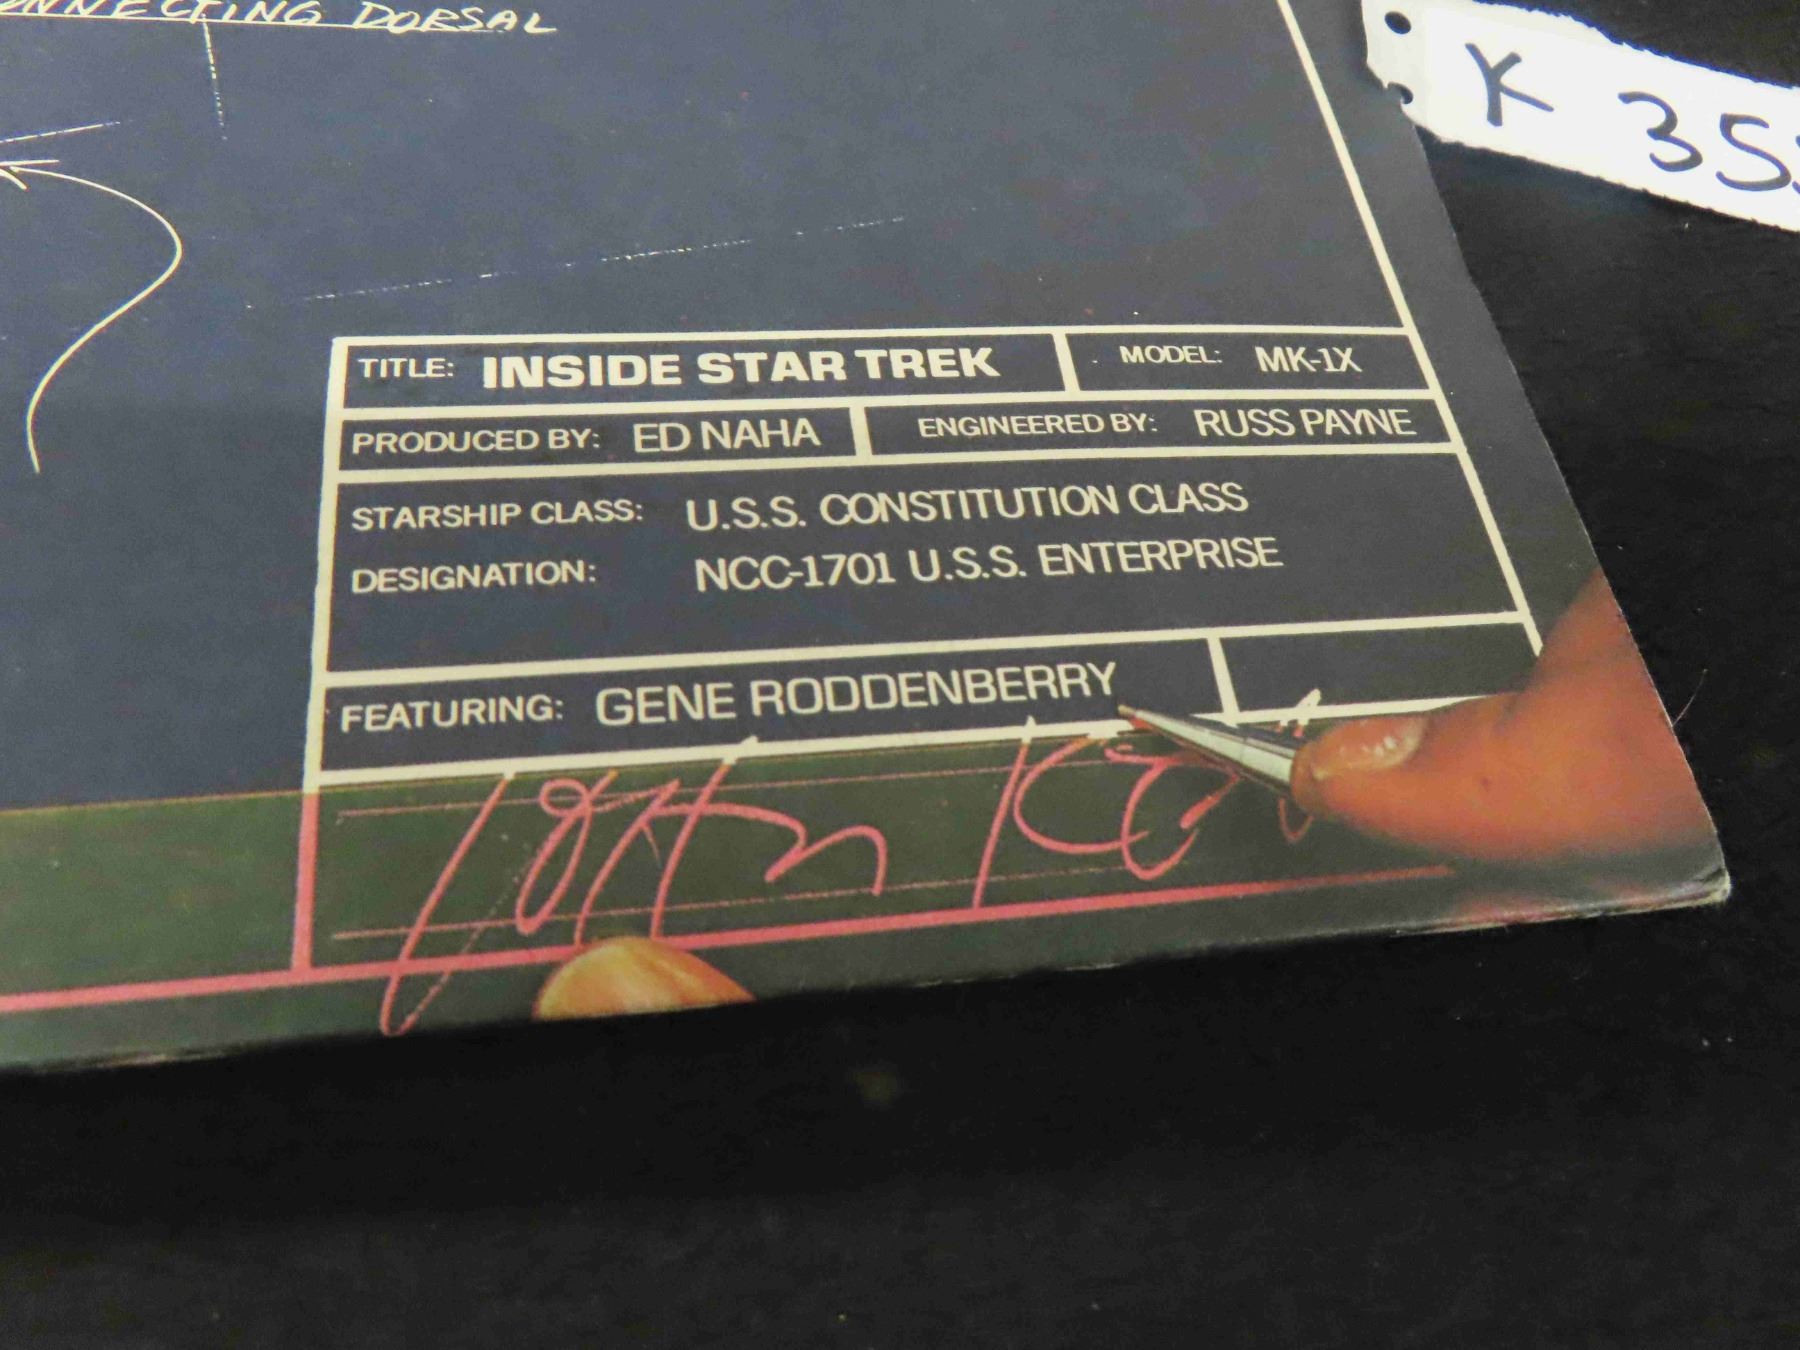 CONNECTING DORSAL
K 35
TITLE: INSIDE STAR TREK MODEL: MK-1X
PRODUCED BY: ED NAHA ENGINEERED BY: RUSS PAYNE
STARSHIP CLASS: U.S.S. CONSTITUTION CLASS
DESIGNATION: NCC-1701 U.S.S. ENTERPRISE
FEATURING: GENE RODDENBERRY